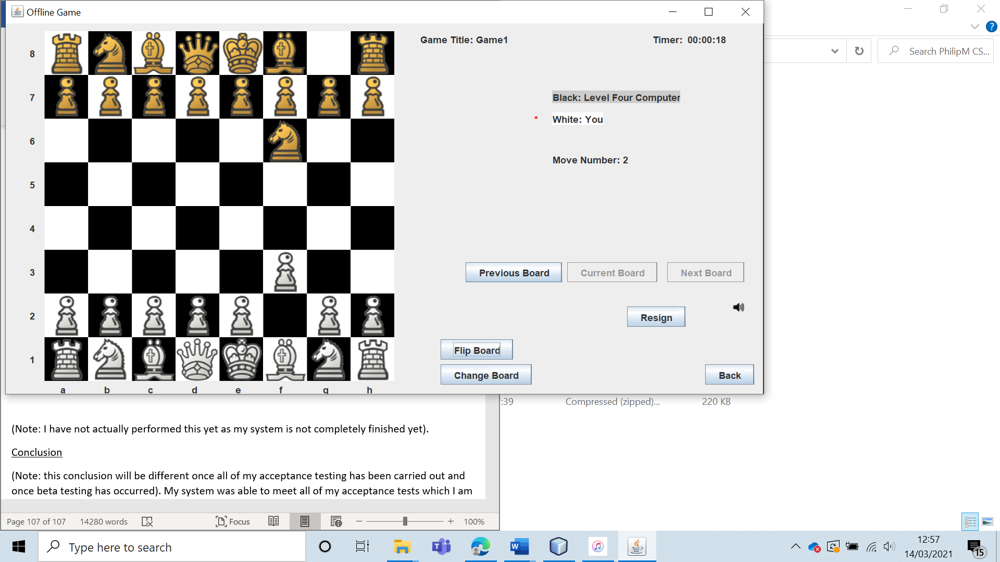 Offline Game
Game Title: Game1
Timer: 00:00:18
Black: Level Four Computer
* White: You
Move Number: 2
8
7
6
5
4
3
2
1
a b c d e f g h
Previous Board
Current Board
Next Board
Resign
Flip Board
Change Board
Back
?
Search PhilipM CS...
:39
Compressed (zipped)...
220 KB
(Note: I have not actually performed this yet as my system is not completely finished yet).
Conclusion
(Note: this conclusion will be different once all of my acceptance testing has been carried out and
once beta testing has occurred). My system was able to meet all of my acceptance tests which I am
Page 107 of 107
14280 words
Focus
100%
Type here to search
T
W
12:57
14/03/2021
15